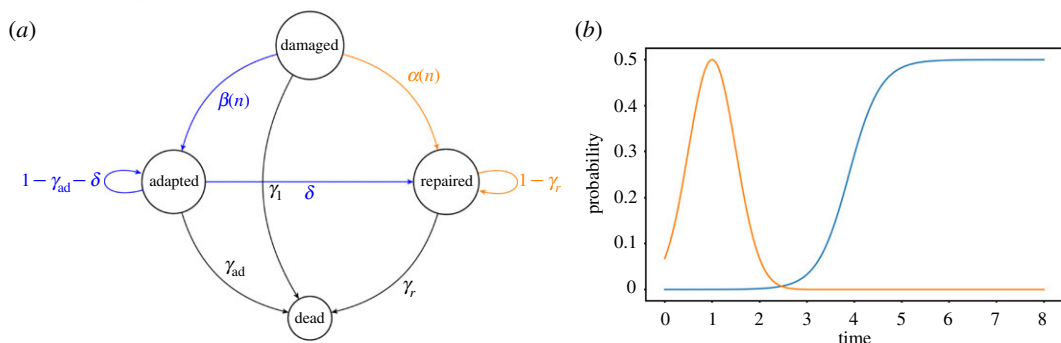 (a)
damaged
β(n)
α(n)
1 – γad – δ
adapted
γ1
δ
repaired
1 – γr
γad
γr
dead
(b)
0.5
0.4
0.3
0.2
0.1
0
probability
0 1 2 3 4 5 6 7 8
time